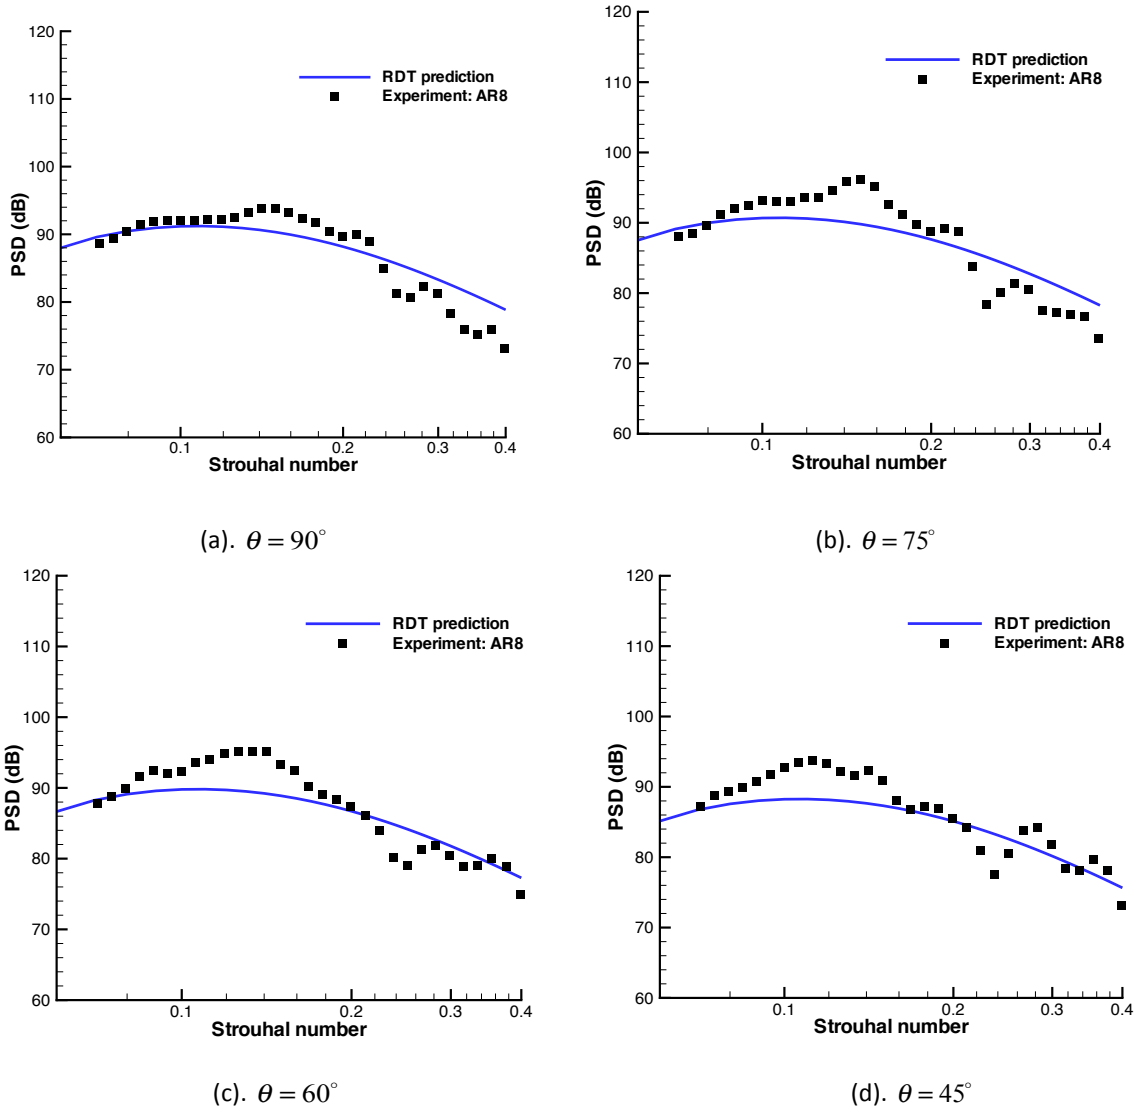 120
110
100
90
80
70
60
PSD (dB)
RDT prediction
Experiment: AR8
0.1 0.2 0.3 0.4
Strouhal number
(a). θ = 90°
120
110
100
90
80
70
60
PSD (dB)
RDT prediction
Experiment: AR8
0.1 0.2 0.3 0.4
Strouhal number
(b). θ = 75°
120
110
100
90
80
70
60
PSD (dB)
RDT prediction
Experiment: AR8
0.1 0.2 0.3 0.4
Strouhal number
(c). θ = 60°
120
110
100
90
80
70
60
PSD (dB)
RDT prediction
Experiment: AR8
0.1 0.2 0.3 0.4
Strouhal number
(d). θ = 45°